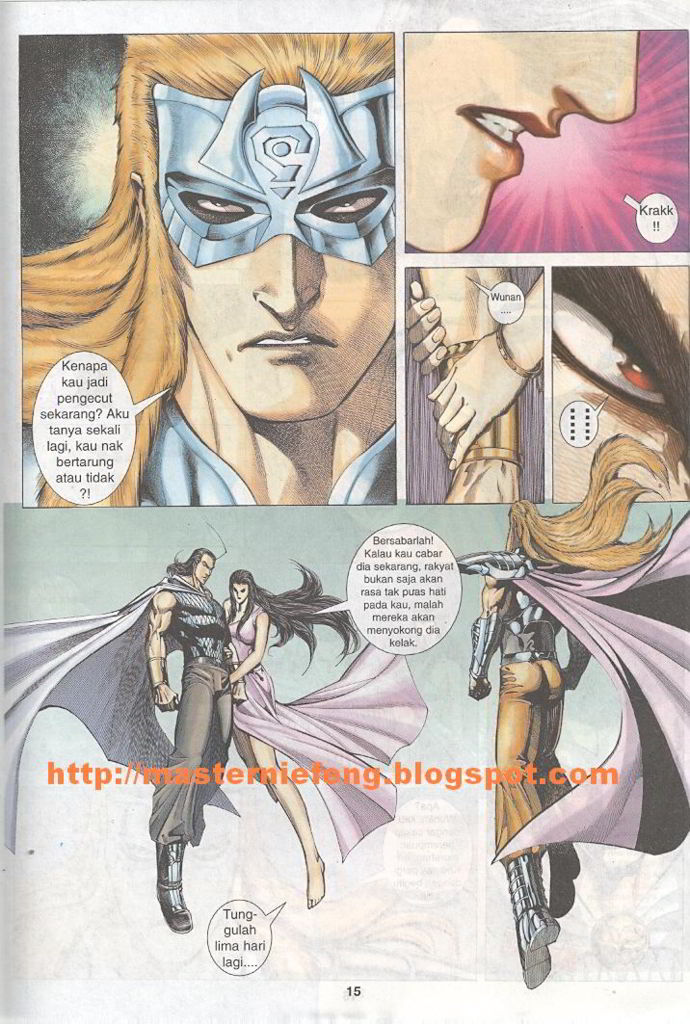 Kenapa
kau jadi
pengecut
sekarang? Aku
tanya sekali
lagi, kau nak
bertarung
atau tidak
?!
Krakk
!!
Wunan
....
Bersabarlah!
Kalau kau cabar
dia sekarang, rakyat
bukan saja akan
rasa tak puas hati
pada kau, malah
mereka akan
menyokong dia
kelak.
http://masterniefeng.blogspot.com
Tung-
gulah
lima hari
lagi....
15